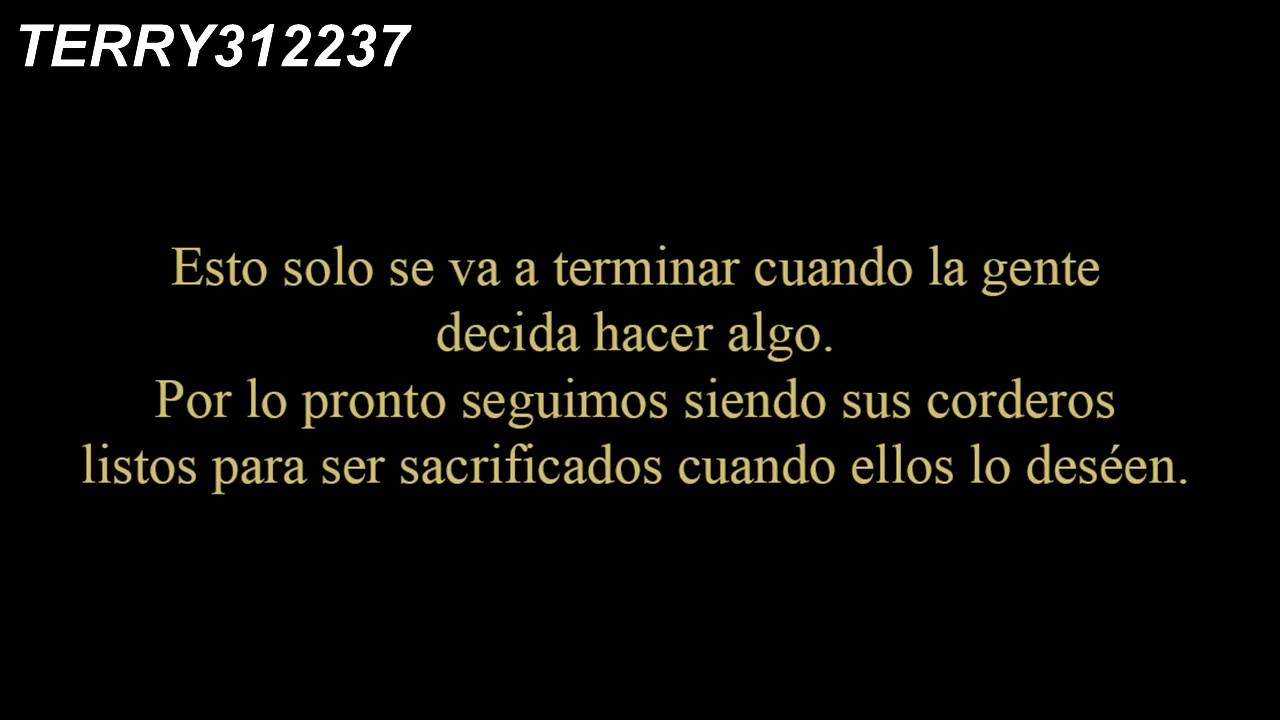 TERRY312237
Esto solo se va a terminar cuando la gente
decida hacer algo.
Por lo pronto seguimos siendo sus corderos
listos para ser sacrificados cuando ellos lo deséen.